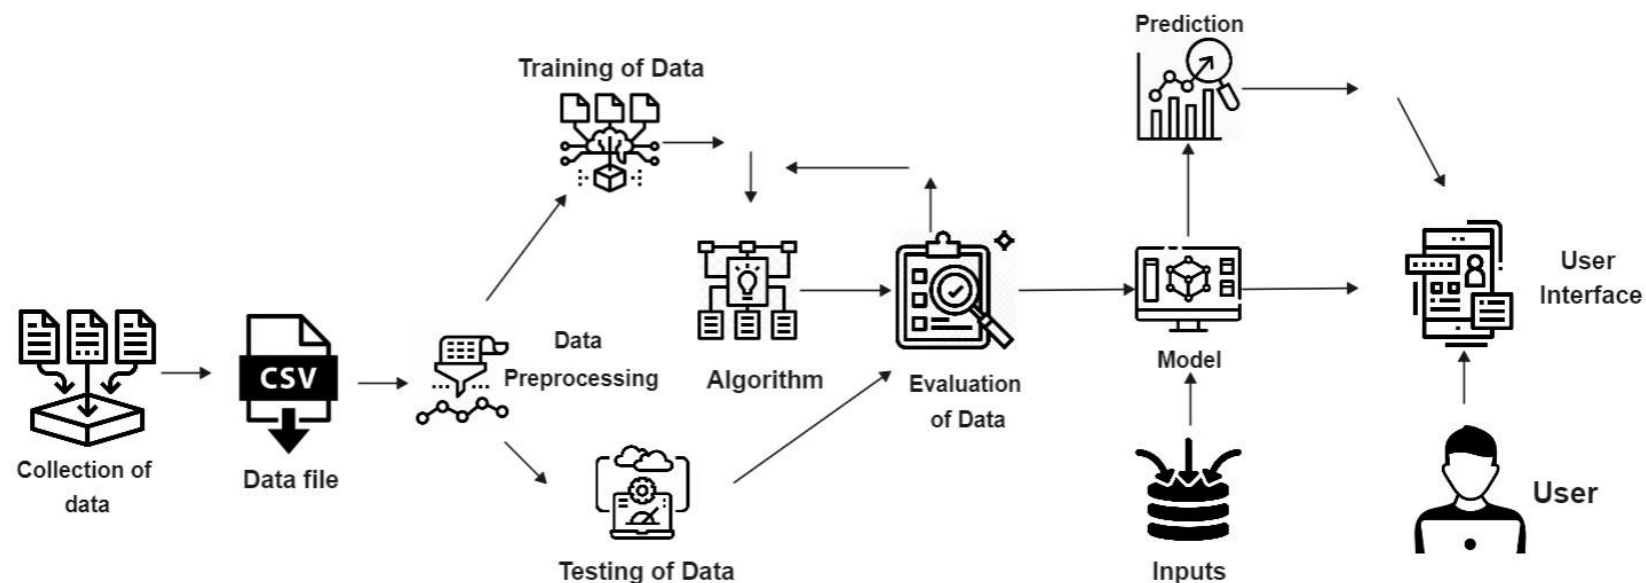 Prediction
Training of Data
User
Interface
CSV
Data
Preprocessing
Algorithm
Evaluation
of Data
Model
Collection of
data
Data file
User
Testing of Data
Inputs